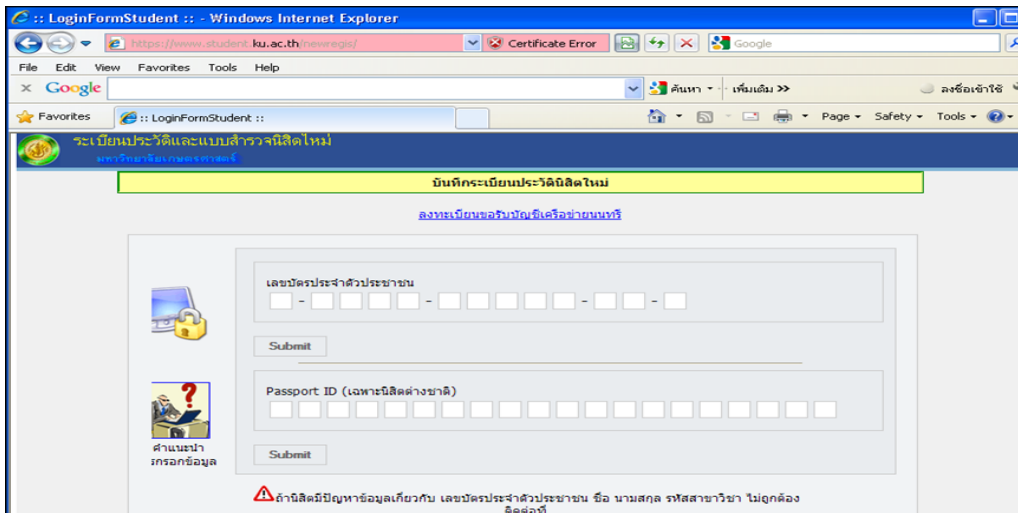 :: LoginFormStudent :: - Windows Internet Explorer
https://www.student.ku.ac.th/newregis/ Certificate Error Google
File Edit View Favorites Tools Help
x Google ค้นหา เพิ่มเติม >> ลงชื่อเข้าใช้
Favorites :: LoginFormStudent :: Page Safety Tools
ระเบียนประวัติและแบบสำรวจนิสิตใหม่
มหาวิทยาลัยเกษตรศาสตร์
บันทึกระเบียนประวัตินิสิตใหม่
ลงทะเบียนขอรับบัญชีเครือข่ายนนทรี
เลขบัตรประจำตัวประชาชน
- - - -
Submit
Passport ID (เฉพาะนิสิตต่างชาติ)
คำแนะนำ
รกรอกข้อมูล
Submit
ถ้านิสิตมีปัญหาข้อมูลเกี่ยวกับ เลขบัตรประจำตัวประชาชน ชื่อ นามสกุล รหัสสาขาวิชา ไม่ถูกต้อง
ติดต่อที่